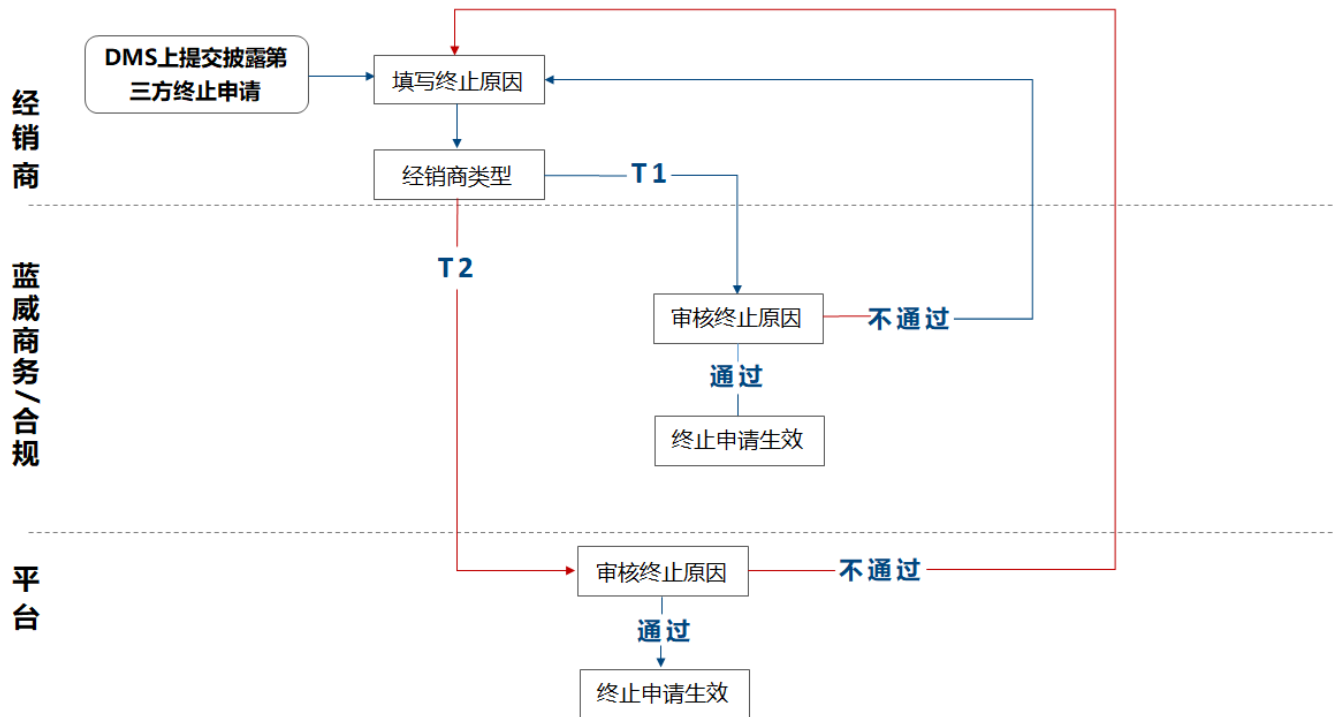 经销商
DMS上提交披露第
三方终止申请
填写终止原因
经销商类型
T1
T2
蓝威商务/合规
审核终止原因
不通过
通过
终止申请生效
平台
审核终止原因
不通过
通过
终止申请生效